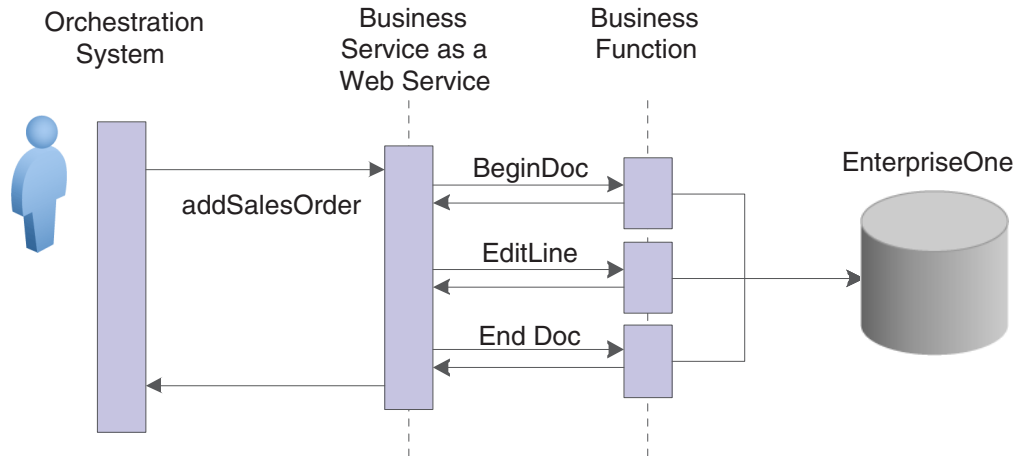 Orchestration
System
Business
Service as a
Web Service
Business
Function
EnterpriseOne
BeginDoc
addSalesOrder
EditLine
End Doc